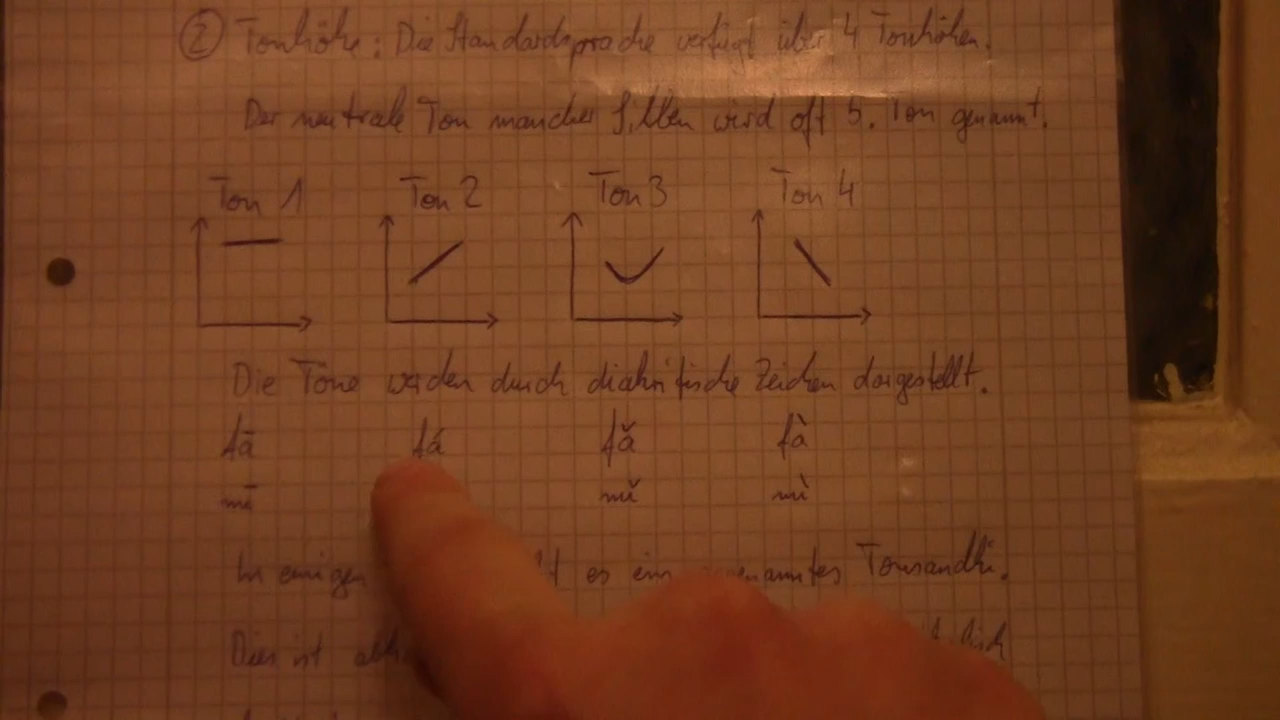 ② Tonhöhe: Die Standardsprache verfügt über 4 Tonhöhen.
Der neutrale Ton mancher Silben wird oft 5. Ton genannt.
Ton 1 Ton 2 Ton 3 Ton 4
Die Töne werden durch diakritische Zeichen dargestellt.
fā fá fǎ fà
mī mǐ mì
In einigen es ein sogenanntes Tonsandhi.
Dies ist